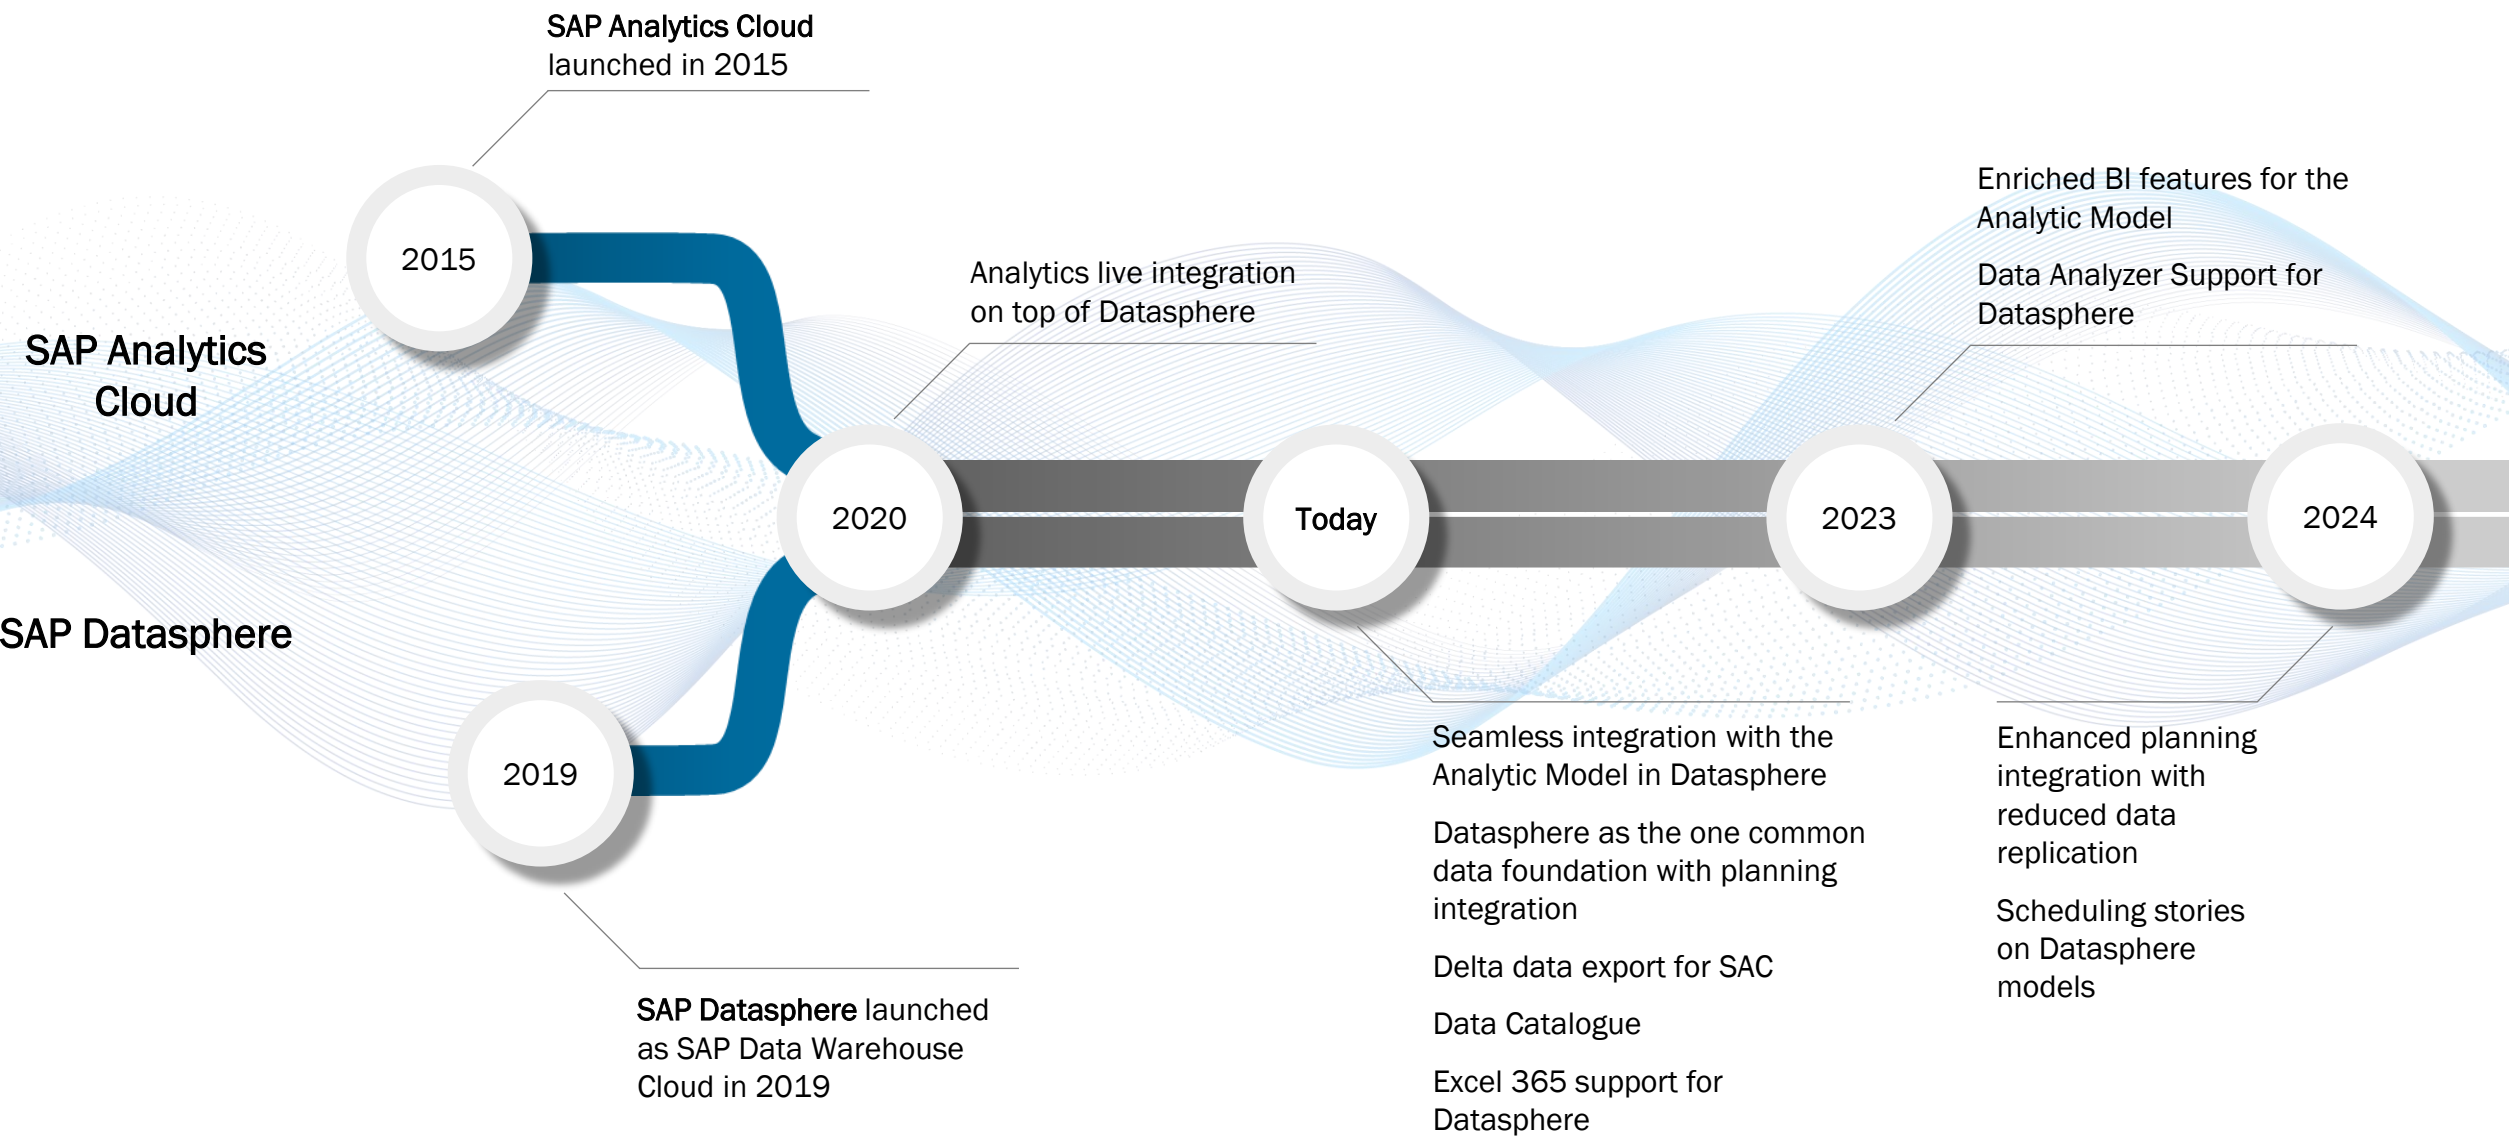 SAP Analytics Cloud
launched in 2015
2015
SAP Analytics
Cloud
Analytics live integration
on top of Datasphere
Enriched BI features for the
Analytic Model
Data Analyzer Support for
Datasphere
2020
Today
2023
2024
SAP Datasphere
2019
SAP Datasphere launched
as SAP Data Warehouse
Cloud in 2019
Seamless integration with the
Analytic Model in Datasphere
Datasphere as the one common
data foundation with planning
integration
Delta data export for SAC
Data Catalogue
Excel 365 support for
Datasphere
Enhanced planning
integration with
reduced data
replication
Scheduling stories
on Datasphere
models